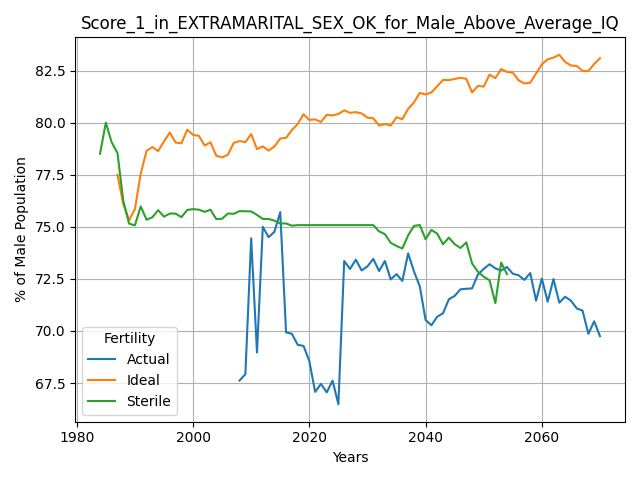 Score_1_in_EXTRAMARITAL_SEX_OK_for_Male_Above_Average_IQ
% of Male Population
82.5
80.0
77.5
75.0
72.5
70.0
67.5
Fertility
Actual
Ideal
Sterile
1980
2000
2020
2040
2060
Years